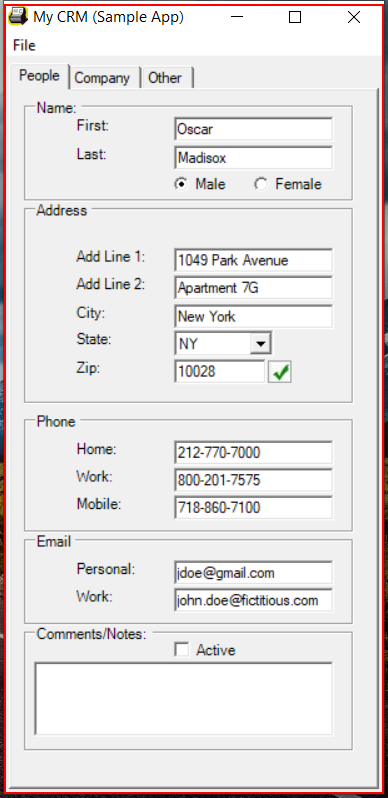 My CRM (Sample App)
File
People Company Other
Name:
First: Oscar
Last: Madisox
Male Female
Address
Add Line 1: 1049 Park Avenue
Add Line 2: Apartment 7G
City: New York
State: NY
Zip: 10028
Phone
Home: 212-770-7000
Work: 800-201-7575
Mobile: 718-860-7100
Email
Personal: jdoe@gmail.com
Work: john.doe@fictitious.com
Comments/Notes:
Active